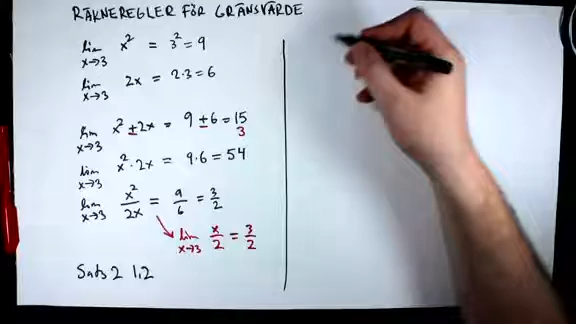 RÄKNEREGLER FÖR GRÄNSVÄRDE
lim x→3 x² = 3² = 9
lim x→3 2x = 2·3 = 6
lim x→3 x² ± 2x = 9 ± 6 = 15
3
lim x→3 x²·2x = 9·6 = 54
lim x→3 x²/2x = 9/6 = 3/2
lim x→3 x/2 = 3/2
Sats 2 1,2